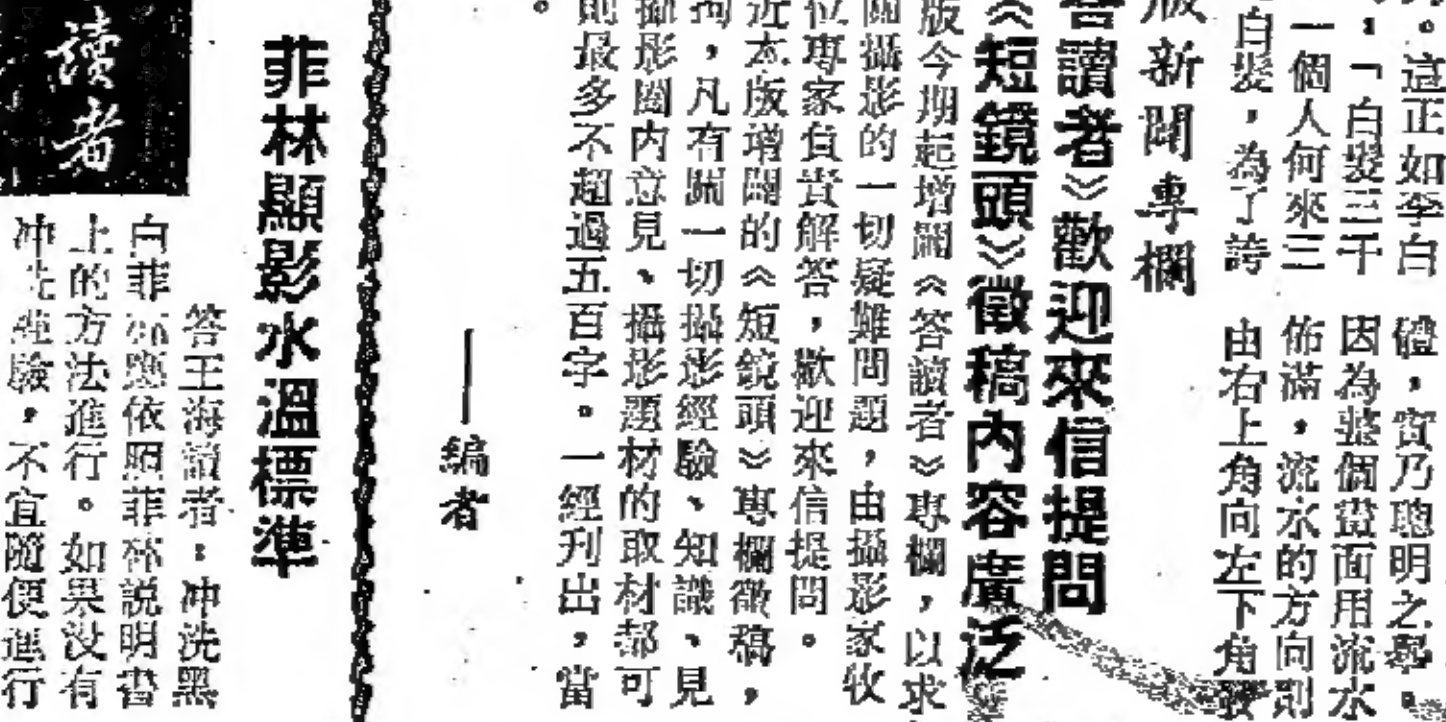 。這正如李白
「白髮三千
一個人何來三
白髮，為了誇
體，實乃聰明之舉。
因為整個畫面用流水
佈滿，流水的方向則
由右上角向左下角發
版新聞專欄
答讀者》歡迎來信提問
《短鏡頭》徵稿內容廣泛
版今期起增闢《答讀者》專欄，以求
關攝影的一切疑難問題，由攝影家牧
位專家負責解答，歡迎來信提問。
近本版增闢的《短鏡頭》專欄徵稿，
拘，凡有關一切攝影經驗、知識、見
攝影圈內意見、攝影題材的取材都可
則最多不超過五百字。一經刊出，當
。
——編者
菲林顯影水溫標準
讀者
答王海讀者：冲洗黑
白菲林應依照菲林説明書
上的方法進行。如果没有
冲洗經驗，不宜隨便進行